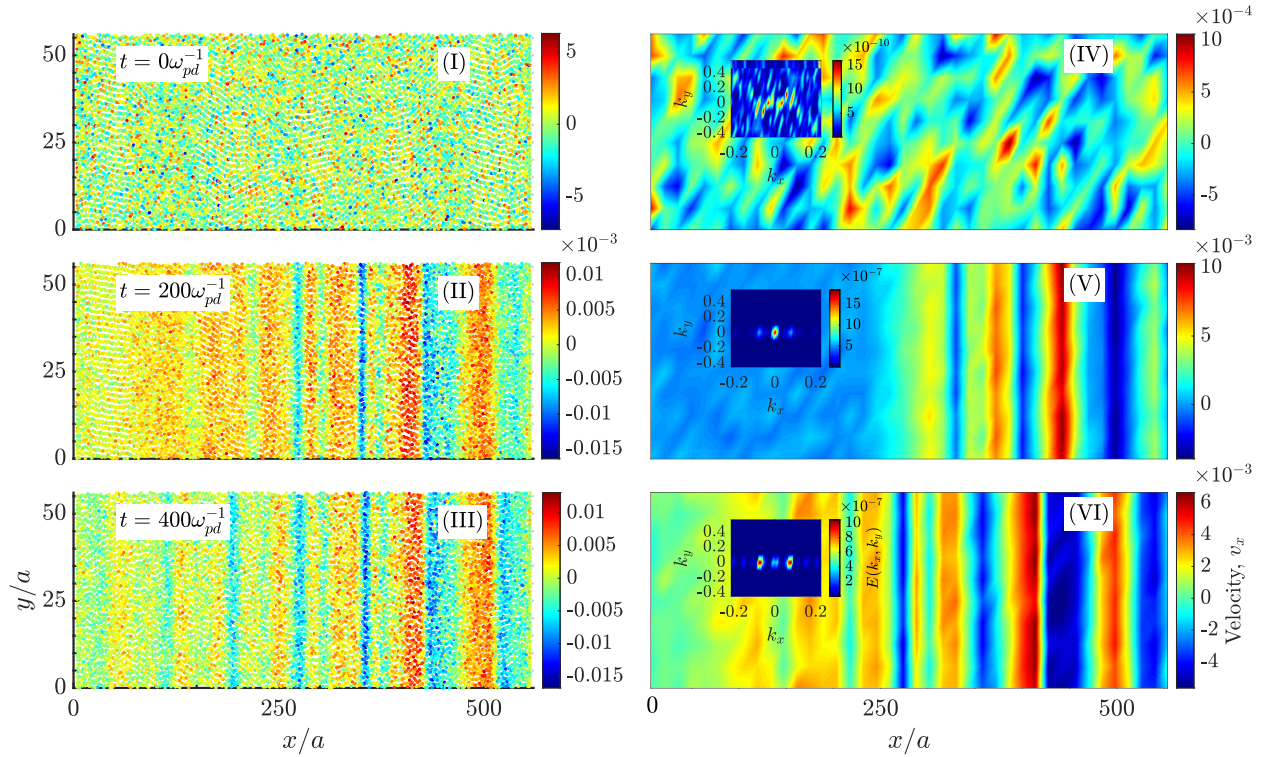 t = 0ω_{pd}^{-1}
(I)
50
25
0
5
0
-5
×10^{-3}
(IV)
×10^{-10}
15
10
5
0.4
0.2
0
-0.2
-0.4
k_y
-0.2 0 0.2
k_x
×10^{-4}
10
5
0
-5
t = 200ω_{pd}^{-1}
(II)
50
25
0
0.01
0.005
0
-0.005
-0.01
-0.015
(V)
×10^{-7}
15
10
5
0.4
0.2
0
-0.2
-0.4
k_y
-0.2 0 0.2
k_x
×10^{-3}
10
5
0
t = 400ω_{pd}^{-1}
(III)
50
25
0
y/a
0 250 500
x/a
0.01
0.005
0
-0.005
-0.01
-0.015
(VI)
×10^{-7}
10
8
6
4
2
E(k_x, k_y)
0.4
0.2
0
-0.2
-0.4
k_y
-0.2 0 0.2
k_x
0 250 500
x/a
×10^{-3}
6
4
2
0
-2
-4
Velocity, v_x